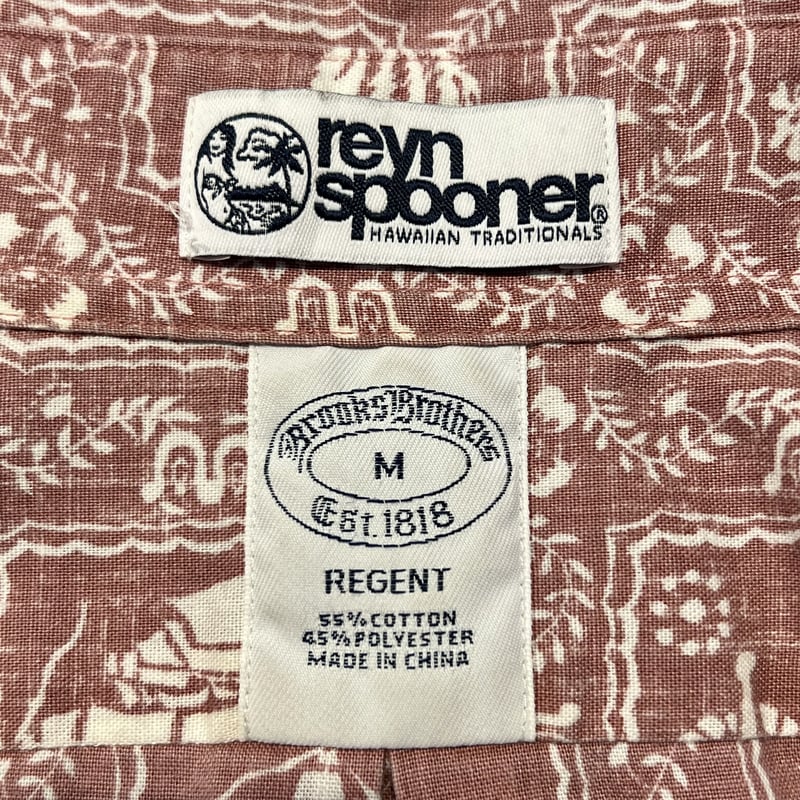 reyn
spooner®
HAWAIIAN TRADITIONALS
Brooks Brothers
M
Est. 1818
REGENT
55% COTTON
45% POLYESTER
MADE IN CHINA